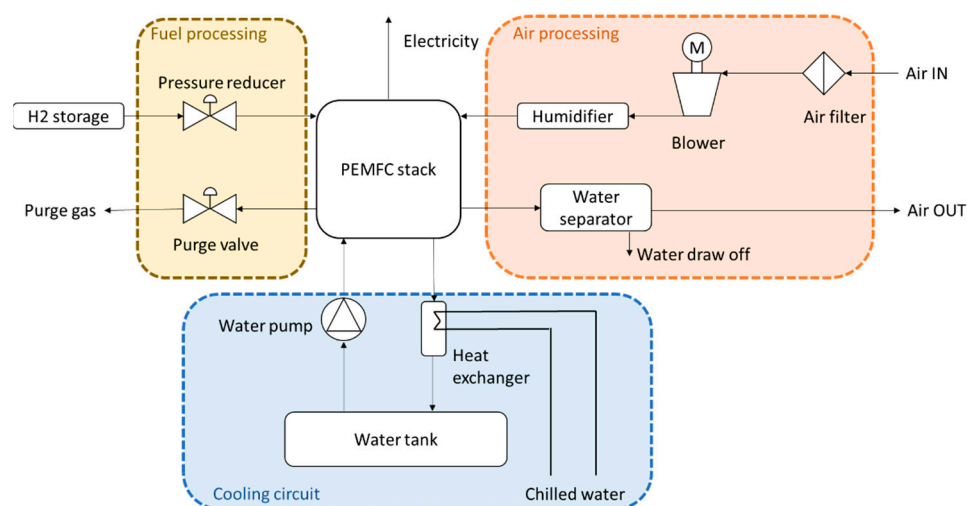 Fuel processing
Electricity
Air processing
M
Pressure reducer
Air IN
H2 storage
Humidifier
Air filter
Blower
PEMFC stack
Water
separator
Purge gas
Air OUT
Purge valve
Water draw off
Water pump
Heat
exchanger
Water tank
Cooling circuit
Chilled water